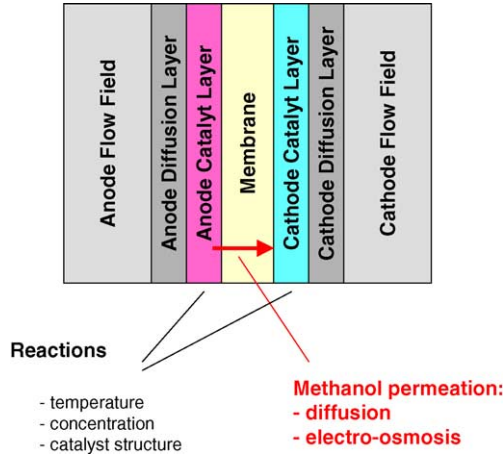 Anode Flow Field
Anode Diffusion Layer
Anode Catalyt Layer
Membrane
Cathode Catalyt Layer
Cathode Diffusion Layer
Cathode Flow Field
Reactions
- temperature
- concentration
- catalyst structure
Methanol permeation:
- diffusion
- electro-osmosis